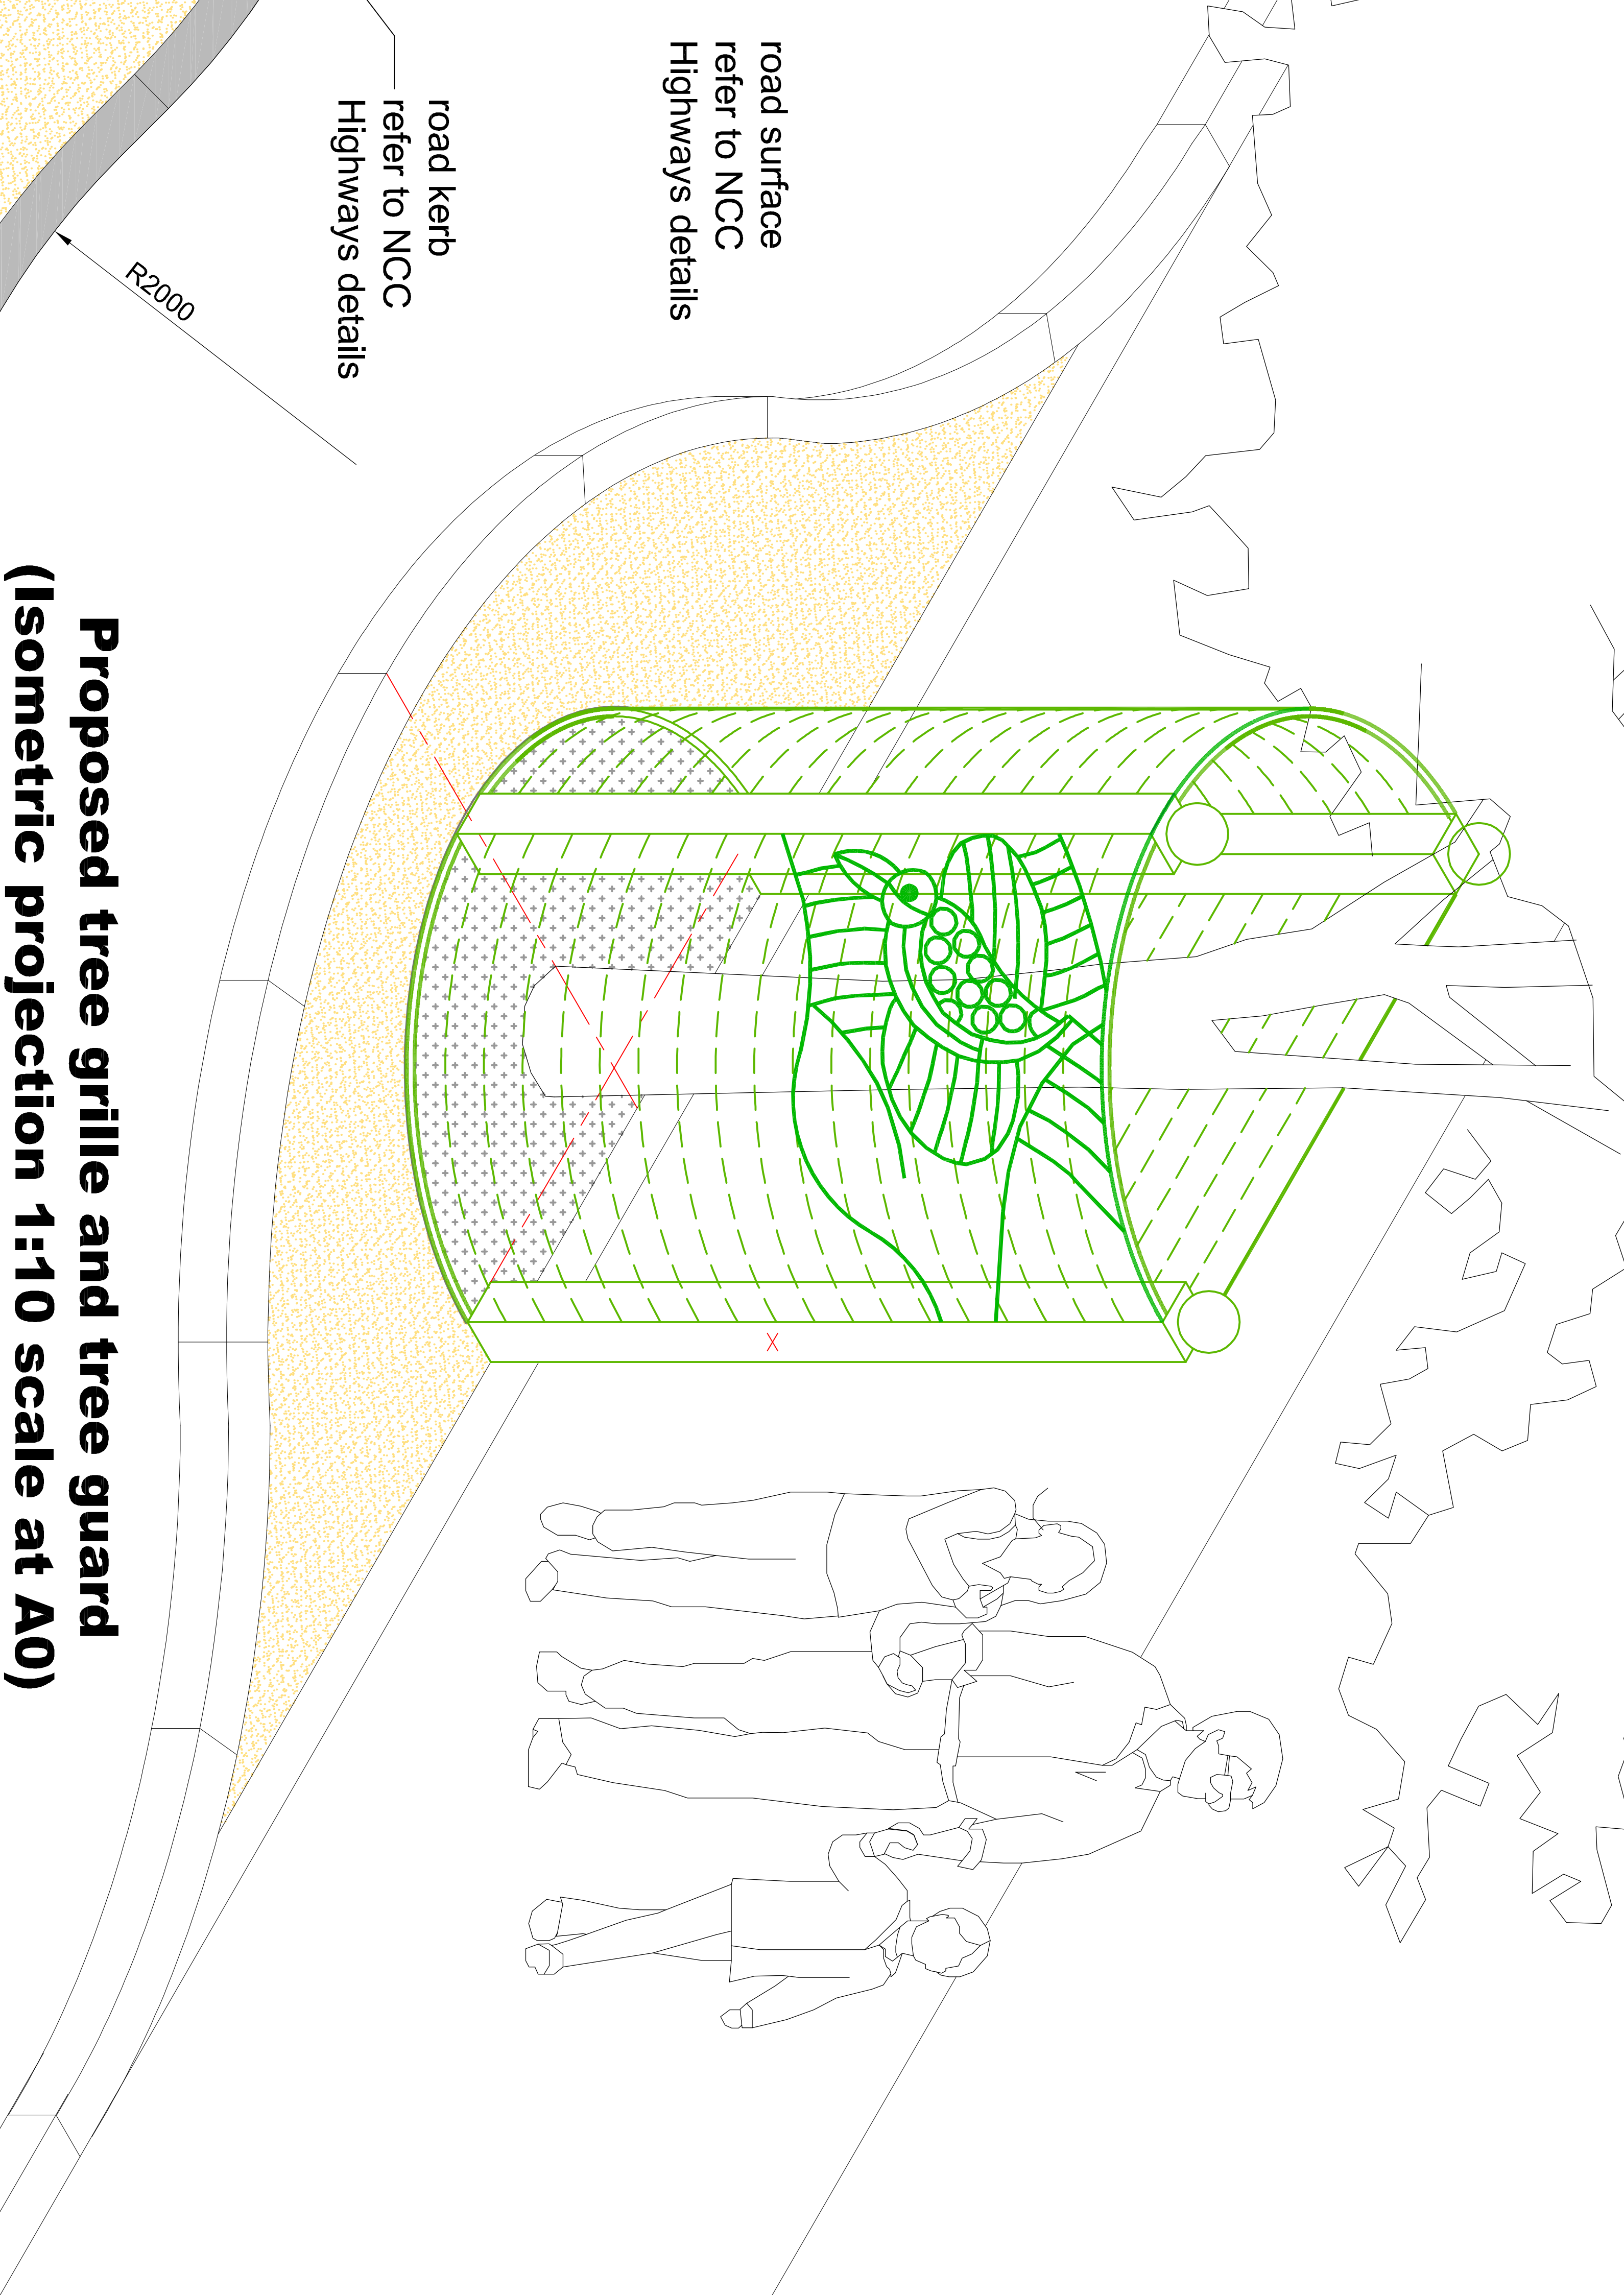 road surface
refer to NCC
Highways details
road kerb
refer to NCC
Highways details
R2000
Proposed tree grille and tree guard
(Isometric projection 1:10 scale at A0)